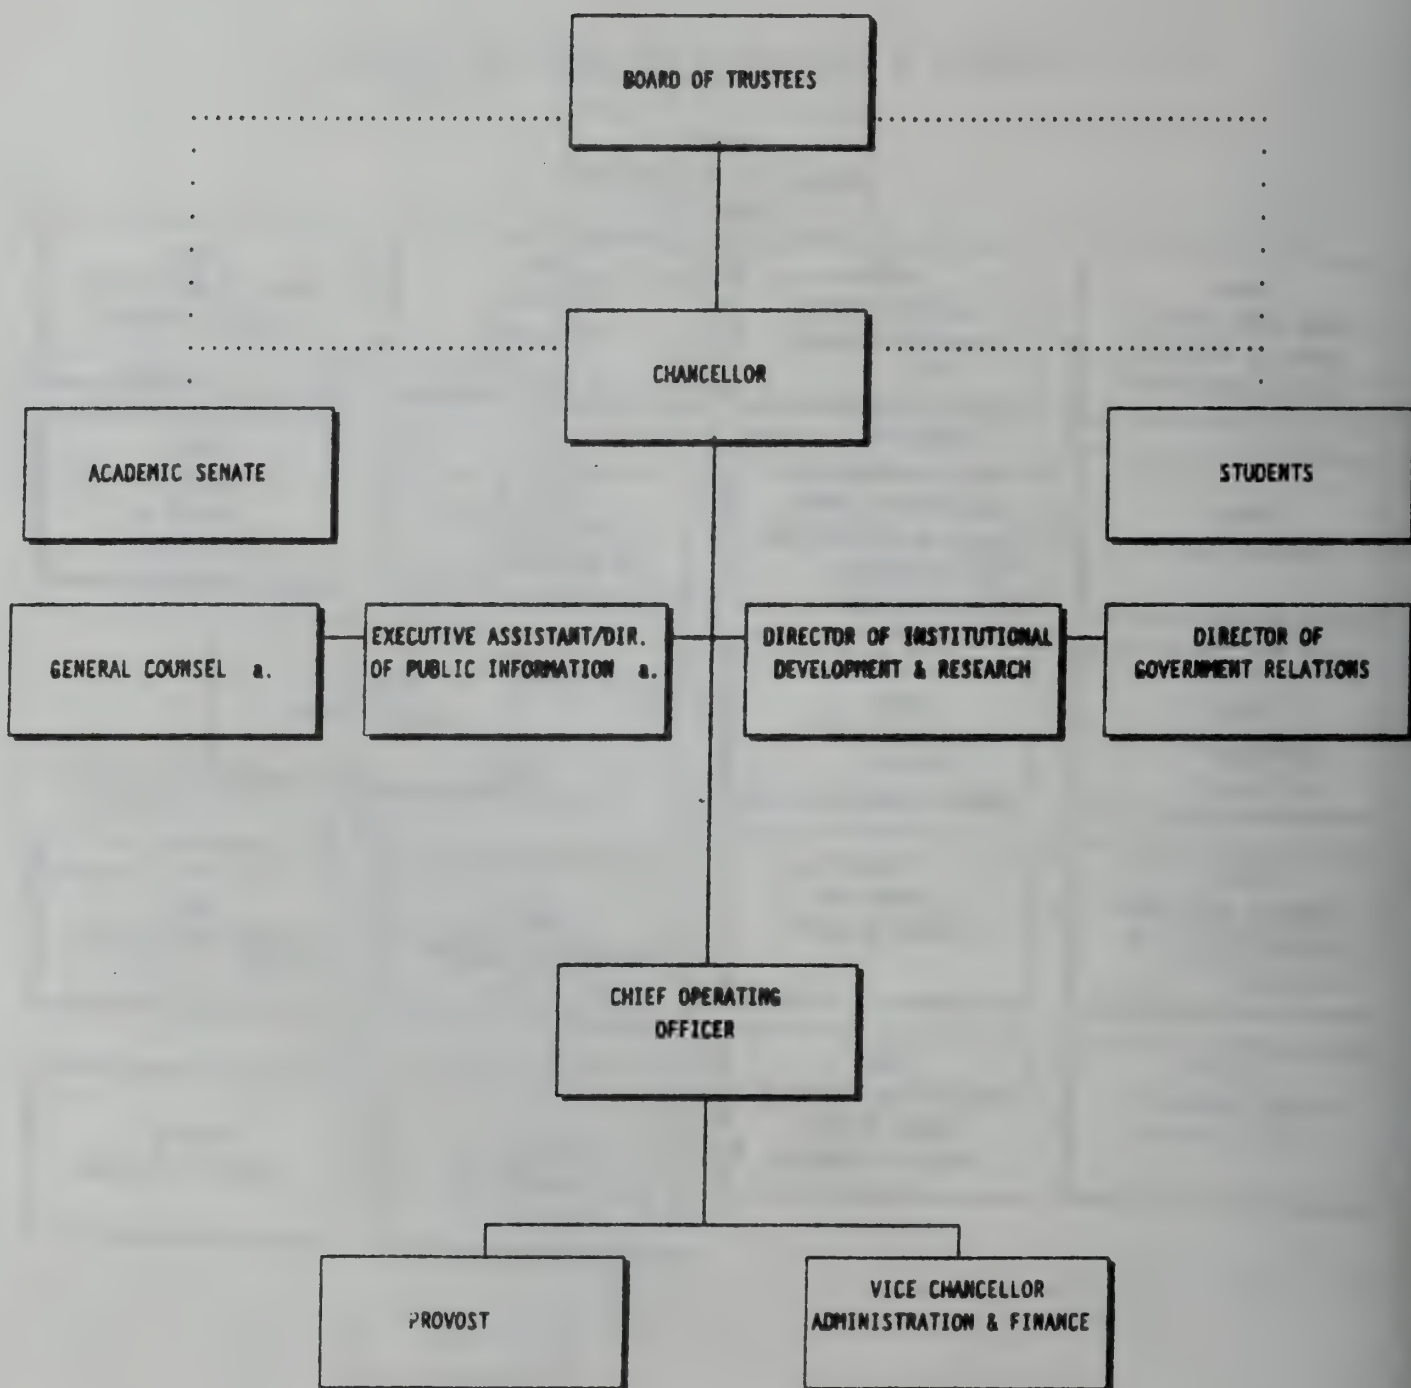 BOARD OF TRUSTEES
CHANCELLOR
ACADEMIC SENATE
STUDENTS
GENERAL COUNSEL a.
EXECUTIVE ASSISTANT/DIR.
OF PUBLIC INFORMATION a.
DIRECTOR OF INSTITUTIONAL
DEVELOPMENT & RESEARCH
DIRECTOR OF
GOVERNMENT RELATIONS
CHIEF OPERATING
OFFICER
PROVOST
VICE CHANCELLOR
ADMINISTRATION & FINANCE